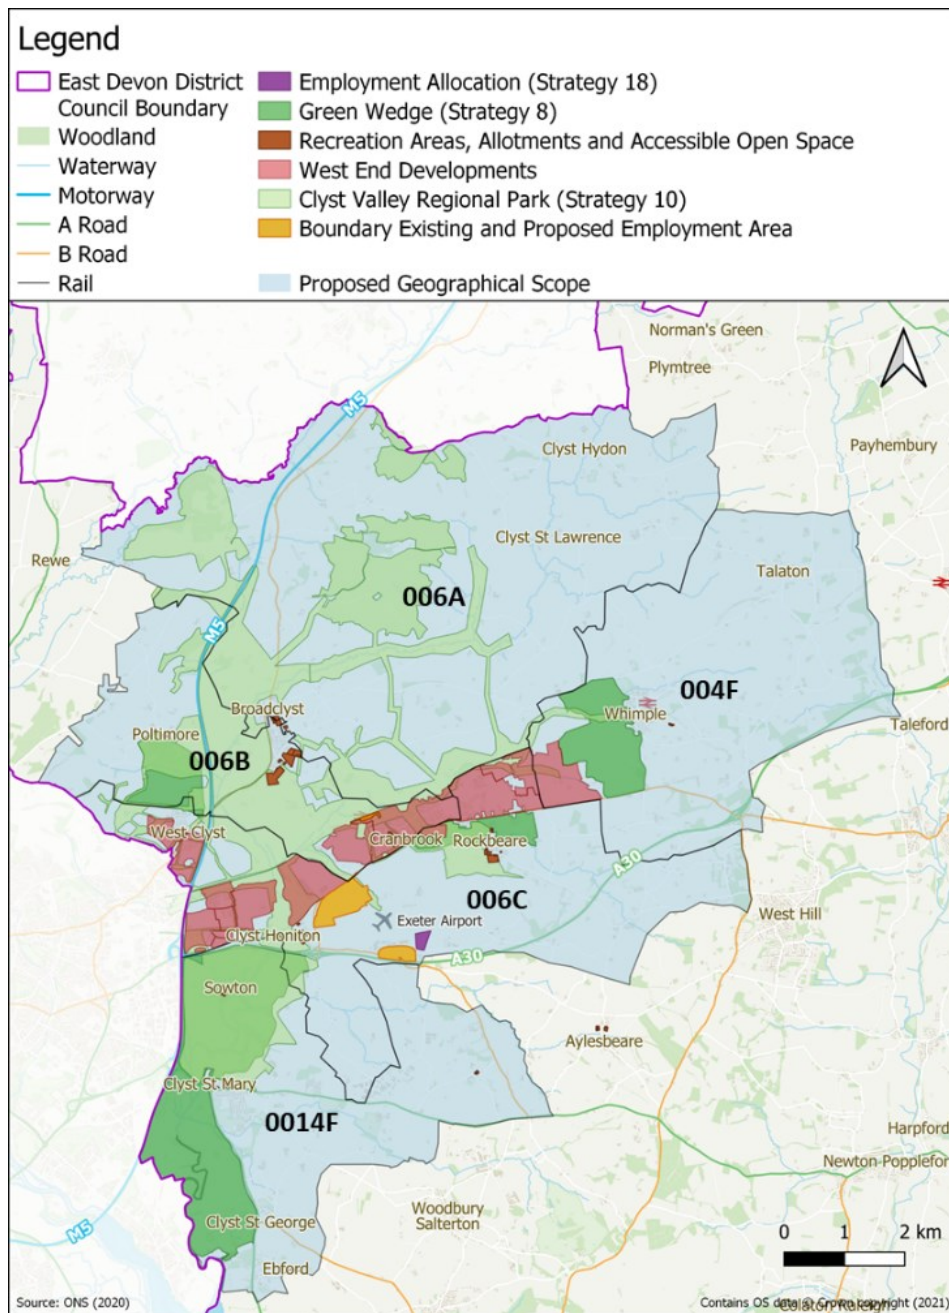 Legend
East Devon District
Council Boundary
Woodland
Waterway
Motorway
A Road
B Road
Rail
Employment Allocation (Strategy 18)
Green Wedge (Strategy 8)
Recreation Areas, Allotments and Accessible Open Space
West End Developments
Clyst Valley Regional Park (Strategy 10)
Boundary Existing and Proposed Employment Area
Proposed Geographical Scope
Norman's Green
Plymtree
M5
Clyst Hydon
Payhembury
Clyst St Lawrence
Rewe
Talaton
006A
M5
004F
Broadclyst
Whimple
Taleford
Poltimore
006B
West Clyst
Cranbrook
Rockbeare
A30
006C
West Hill
Exeter Airport
Clyst Honiton
A30
Sowton
Aylesbeare
Clyst St Mary
0014F
Harpford
Newton Popplefor
Woodbury
Salterton
Clyst St George
M5
0 1 2 km
Ebford
Source: ONS (2020)
Contains OS data © Crown copyright (2021)
Colaton Raleigh